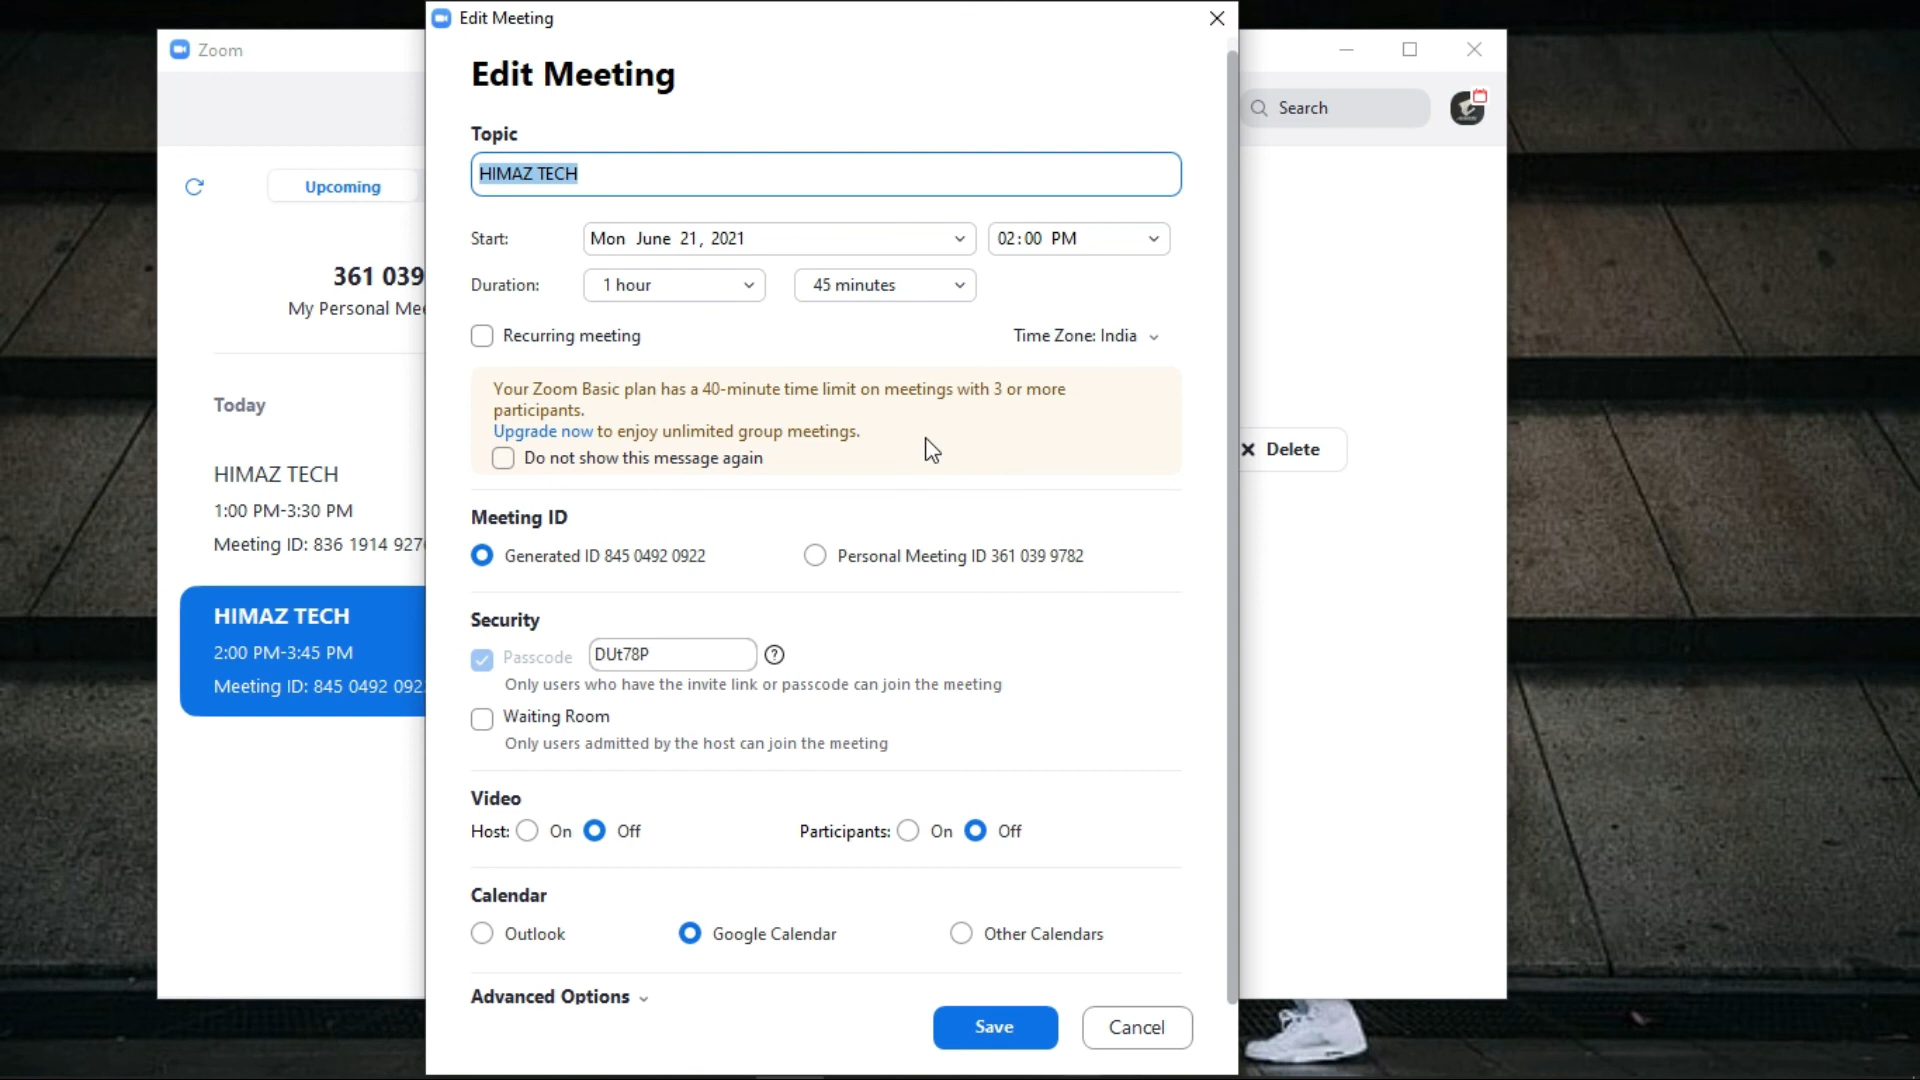 Edit Meeting
Zoom
Search
Edit Meeting
Topic
HIMAZ TECH
Upcoming
Start: Mon June 21, 2021 02:00 PM
Duration: 1 hour 45 minutes
361 039
My Personal Mee
Recurring meeting Time Zone: India
Your Zoom Basic plan has a 40-minute time limit on meetings with 3 or more
participants.
Upgrade now to enjoy unlimited group meetings.
Do not show this message again
Today
Delete
HIMAZ TECH
1:00 PM-3:30 PM
Meeting ID: 836 1914 927
HIMAZ TECH
2:00 PM-3:45 PM
Meeting ID: 845 0492 092
Meeting ID
Generated ID 845 0492 0922 Personal Meeting ID 361 039 9782
Security
Passcode DUt78P
Only users who have the invite link or passcode can join the meeting
Waiting Room
Only users admitted by the host can join the meeting
Video
Host: On Off Participants: On Off
Calendar
Outlook Google Calendar Other Calendars
Advanced Options
Save Cancel